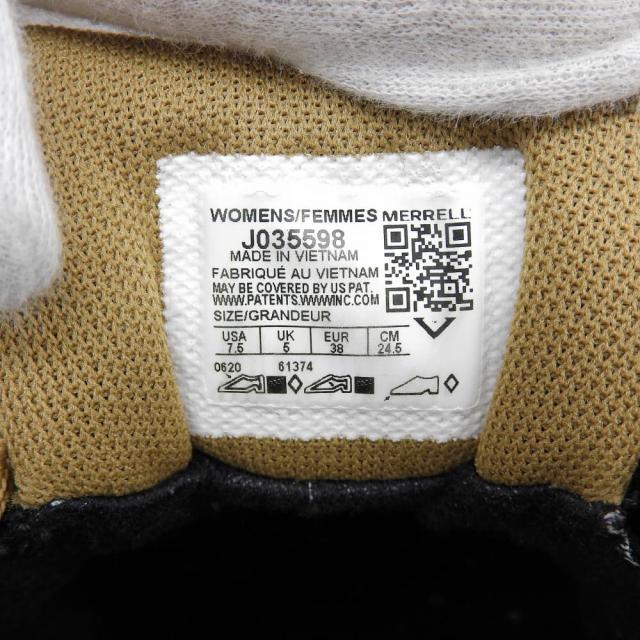 WOMENS/FEMMES MERRELL
J035598
MADE IN VIETNAM
FABRIQUÉ AU VIETNAM
MAY BE COVERED BY US PAT.
WWW.PATENTS.WWWINC.COM
SIZE/GRANDEUR
USA UK EUR CM
7.5 5 38 24.5
0620 61374